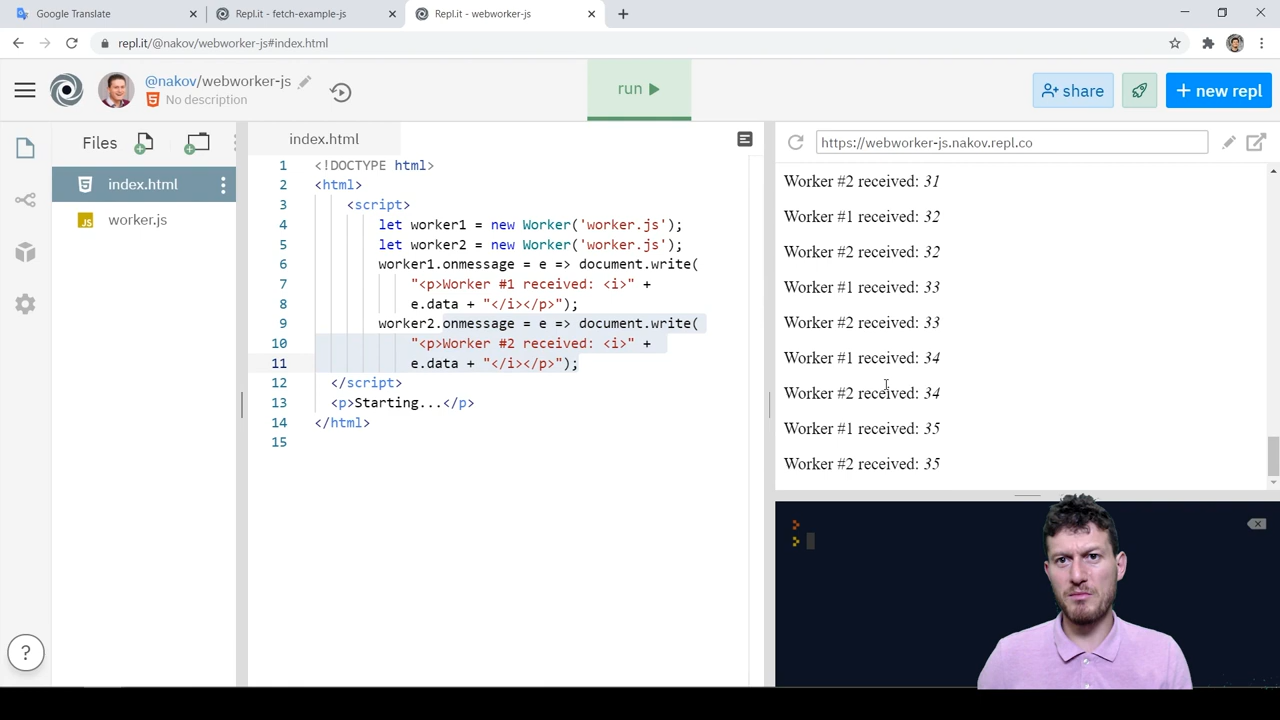 Google Translate
Repl.it - fetch-example-js
Repl.it - webworker-js
repl.it/@nakov/webworker-js#index.html
@nakov/webworker-js
No description
run
share
+ new repl
Files
index.html
JS worker.js
index.html
1 <!DOCTYPE html>
2 <html>
3 <script>
4 let worker1 = new Worker('worker.js');
5 let worker2 = new Worker('worker.js');
6 worker1.onmessage = e => document.write(
7 "<p>Worker #1 received: <i>" +
8 e.data + "</i></p>");
9 worker2.onmessage = e => document.write(
10 "<p>Worker #2 received: <i>" +
11 e.data + "</i></p>");
12 </script>
13 <p>Starting...</p>
14 </html>
15
https://webworker-js.nakov.repl.co
Worker #2 received: 31
Worker #1 received: 32
Worker #2 received: 32
Worker #1 received: 33
Worker #2 received: 33
Worker #1 received: 34
Worker #2 received: 34
Worker #1 received: 35
Worker #2 received: 35
?